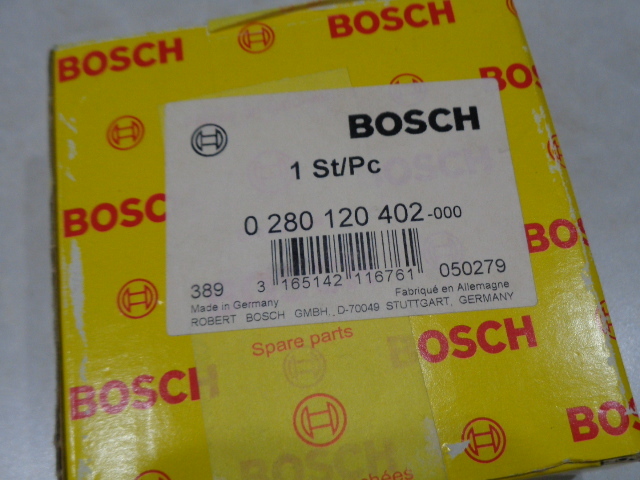 BOSCH
BOSCH
BOSCH
BOSCH
1 St/Pc
BOSCH
0 280 120 402-000
389 3 165142 116761 050279
Made in Germany Fabriqué en Allemagne
ROBERT BOSCH GMBH., D-70049 STUTTGART, GERMANY
Spare parts
BOSCH
BOSCH
BOSCH
BOSCH